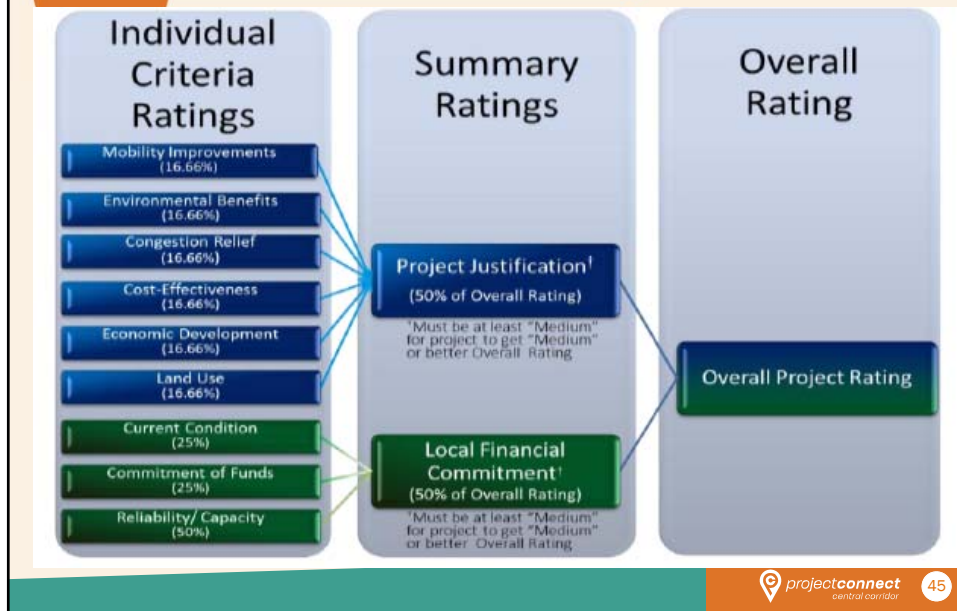 Individual
Criteria
Ratings
Mobility Improvements
(16.66%)
Environmental Benefits
(16.66%)
Congestion Relief
(16.66%)
Cost-Effectiveness
(16.66%)
Economic Development
(16.66%)
Land Use
(16.66%)
Current Condition
(25%)
Commitment of Funds
(25%)
Reliability/ Capacity
(50%)
Summary
Ratings
Project Justification†
(50% of Overall Rating)
†Must be at least "Medium"
for project to get "Medium"
or better Overall Rating
Local Financial
Commitment†
(50% of Overall Rating)
†Must be at least "Medium"
for project to get "Medium"
or better Overall Rating
Overall
Rating
Overall Project Rating
projectconnect
central corridor
45